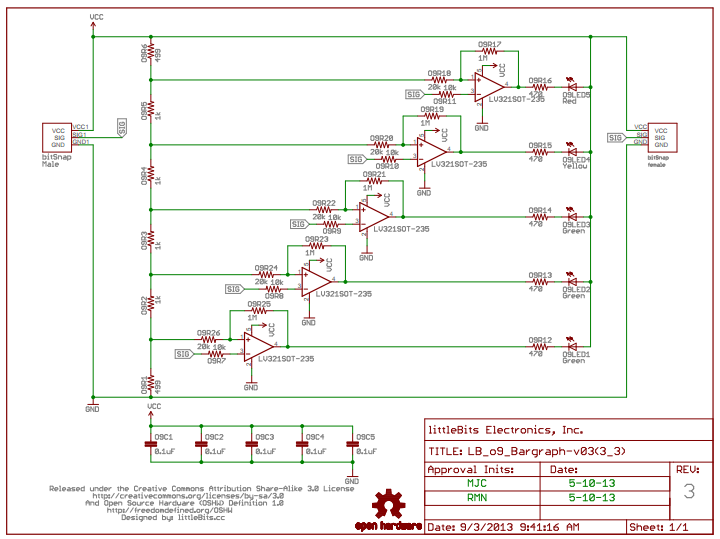 VCC
O9R6
499
O9R17
1M
VCC
O9R18
20k
10k
SIG
O9R11
LV321SOT-235
GND
O9R16
470
O9LED5
Red
O9R5
1k
O9R19
1M
VCC
VCC1
VCC
SIG
SIG1
GND
GND1
SIG
bitSnap
Male
O9R20
20k
10k
SIG
O9R10
LV321SOT-235
GND
O9R15
470
O9LED4
Yellow
VCC
SIG
GND
bitSnap
female
O9R4
1k
O9R21
1M
VCC
O9R22
20k
10k
SIG
O9R9
LV321SOT-235
GND
O9R14
470
O9LED3
Green
O9R3
1k
O9R23
1M
VCC
O9R24
20k
10k
SIG
O9R8
LV321SOT-235
GND
O9R13
470
O9LED2
Green
O9R2
1k
O9R25
1M
VCC
O9R26
20k
10k
SIG
O9R7
LV321SOT-235
GND
O9R12
470
O9LED1
Green
O9R1
499
GND
VCC
O9C1
0.1uF
O9C2
0.1uF
O9C3
0.1uF
O9C4
0.1uF
O9C5
0.1uF
GND
Released under the Creative Commons Attribution Share-Alike 3.0 License
http://creativecommons.org/licenses/by-sa/3.0
And Open Source Hardware (OSHW) Definition 1.0
http://freedomdefined.org/OSHW
Designed by: littleBits.cc
open hardware
littleBits Electronics, Inc.
TITLE: LB_o9_Bargraph-v03(3_3)
Approval Inits:
Date:
REV:
MJC
5-10-13
RMN
5-10-13
3
Date: 9/3/2013 9:41:16 AM
Sheet: 1/1